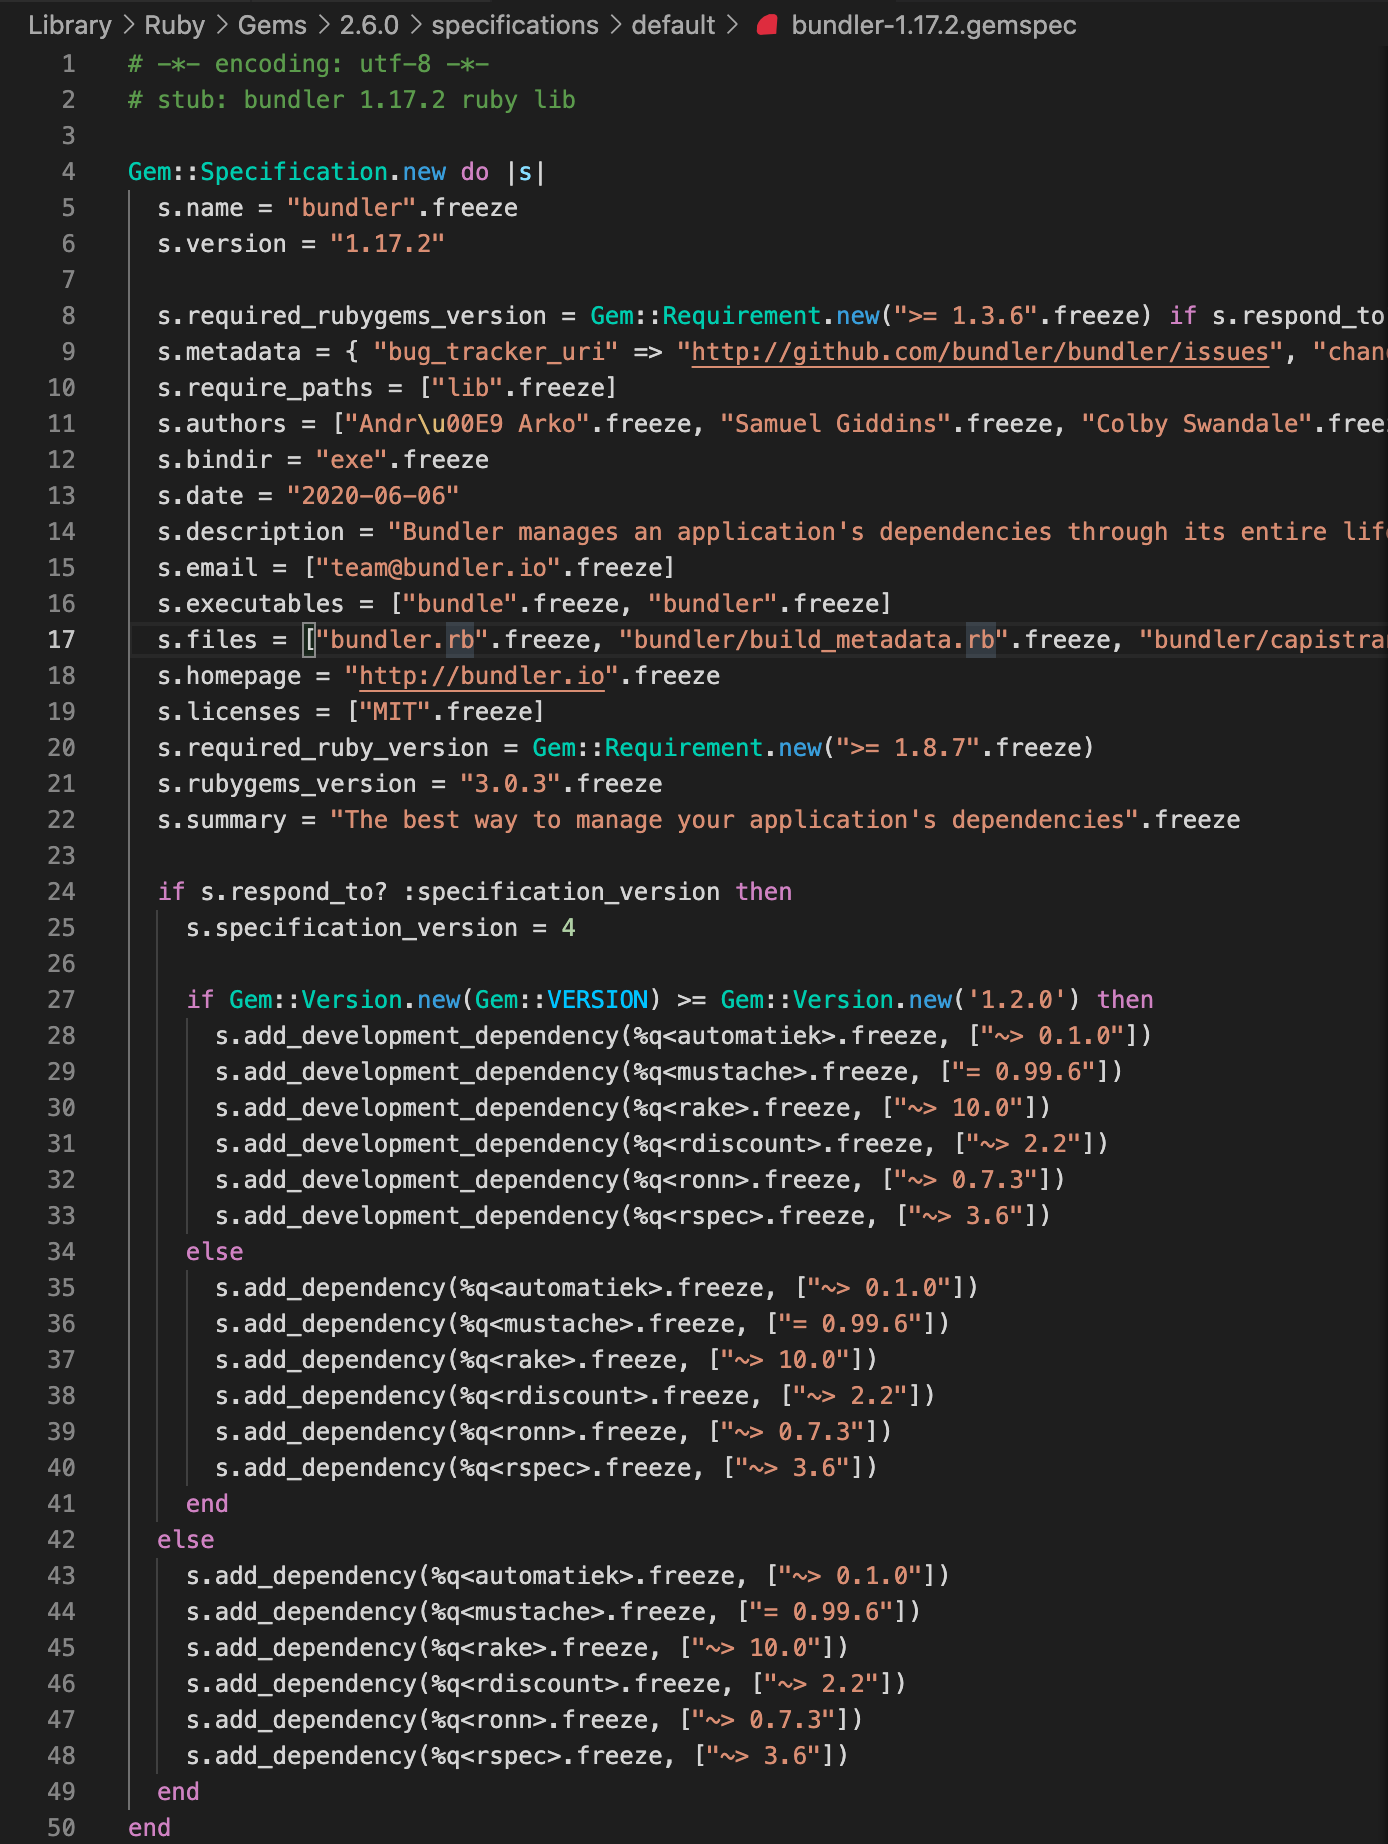 Library > Ruby > Gems > 2.6.0 > specifications > default > bundler-1.17.2.gemspec
1 # -*- encoding: utf-8 -*-
2 # stub: bundler 1.17.2 ruby lib
3
4 Gem::Specification.new do |s|
5   s.name = "bundler".freeze
6   s.version = "1.17.2"
7
8   s.required_rubygems_version = Gem::Requirement.new(">= 1.3.6".freeze) if s.respond_to
9   s.metadata = { "bug_tracker_uri" => "http://github.com/bundler/bundler/issues", "chan
10   s.require_paths = ["lib".freeze]
11   s.authors = ["Andr\u00E9 Arko".freeze, "Samuel Giddins".freeze, "Colby Swandale".free
12   s.bindir = "exe".freeze
13   s.date = "2020-06-06"
14   s.description = "Bundler manages an application's dependencies through its entire lif
15   s.email = ["team@bundler.io".freeze]
16   s.executables = ["bundle".freeze, "bundler".freeze]
17   s.files = ["bundler.rb".freeze, "bundler/build_metadata.rb".freeze, "bundler/capistra
18   s.homepage = "http://bundler.io".freeze
19   s.licenses = ["MIT".freeze]
20   s.required_ruby_version = Gem::Requirement.new(">= 1.8.7".freeze)
21   s.rubygems_version = "3.0.3".freeze
22   s.summary = "The best way to manage your application's dependencies".freeze
23
24   if s.respond_to? :specification_version then
25     s.specification_version = 4
26
27     if Gem::Version.new(Gem::VERSION) >= Gem::Version.new('1.2.0') then
28       s.add_development_dependency(%q<automatiek>.freeze, ["~> 0.1.0"])
29       s.add_development_dependency(%q<mustache>.freeze, ["= 0.99.6"])
30       s.add_development_dependency(%q<rake>.freeze, ["~> 10.0"])
31       s.add_development_dependency(%q<rdiscount>.freeze, ["~> 2.2"])
32       s.add_development_dependency(%q<ronn>.freeze, ["~> 0.7.3"])
33       s.add_development_dependency(%q<rspec>.freeze, ["~> 3.6"])
34     else
35       s.add_dependency(%q<automatiek>.freeze, ["~> 0.1.0"])
36       s.add_dependency(%q<mustache>.freeze, ["= 0.99.6"])
37       s.add_dependency(%q<rake>.freeze, ["~> 10.0"])
38       s.add_dependency(%q<rdiscount>.freeze, ["~> 2.2"])
39       s.add_dependency(%q<ronn>.freeze, ["~> 0.7.3"])
40       s.add_dependency(%q<rspec>.freeze, ["~> 3.6"])
41     end
42   else
43     s.add_dependency(%q<automatiek>.freeze, ["~> 0.1.0"])
44     s.add_dependency(%q<mustache>.freeze, ["= 0.99.6"])
45     s.add_dependency(%q<rake>.freeze, ["~> 10.0"])
46     s.add_dependency(%q<rdiscount>.freeze, ["~> 2.2"])
47     s.add_dependency(%q<ronn>.freeze, ["~> 0.7.3"])
48     s.add_dependency(%q<rspec>.freeze, ["~> 3.6"])
49   end
50 end